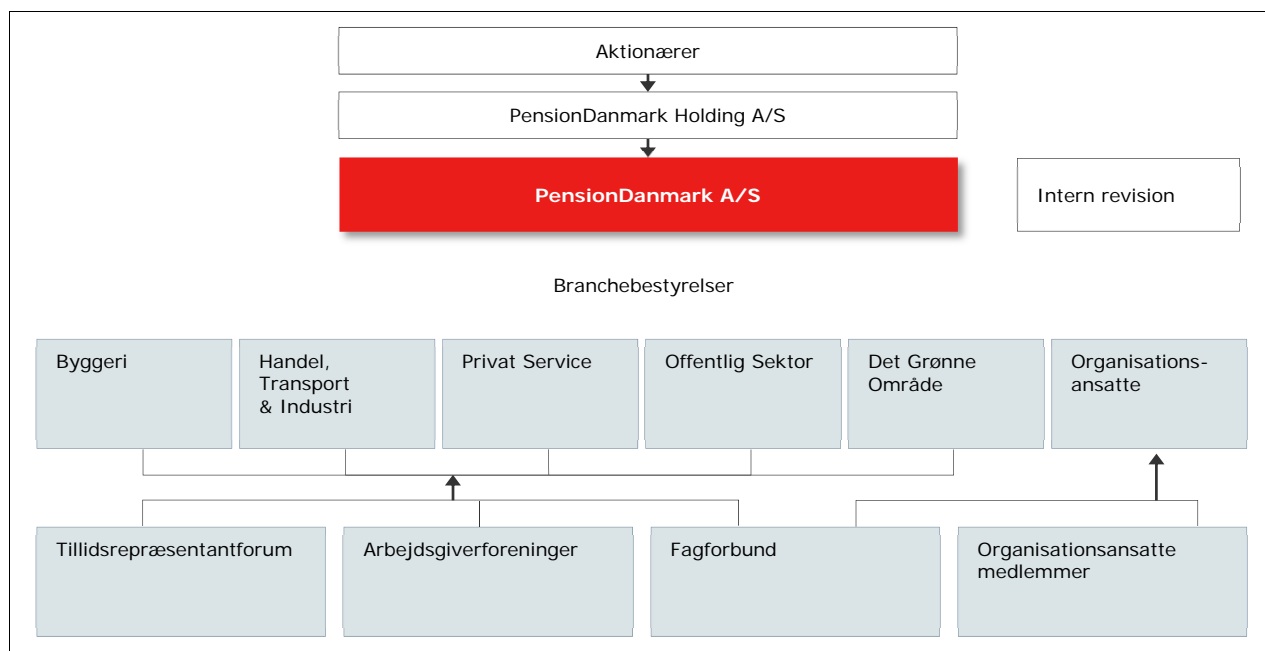 Aktionærer
PensionDanmark Holding A/S
PensionDanmark A/S
Intern revision
Branchebestyrelser
Byggeri
Handel,
Transport
& Industri
Privat Service
Offentlig Sektor
Det Grønne
Område
Organisations-
ansatte
Tillidsrepræsentantforum
Arbejdsgiverforeninger
Fagforbund
Organisationsansatte
medlemmer